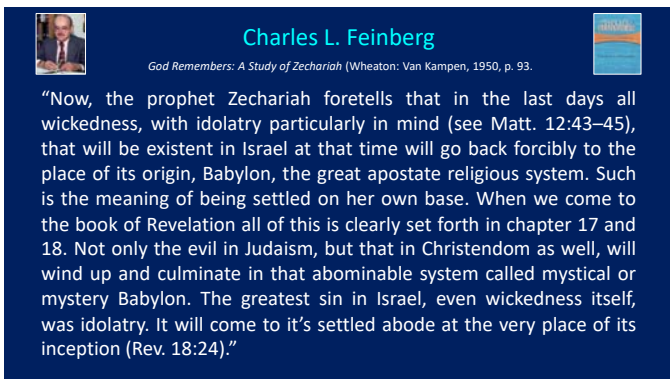 Charles L. Feinberg
God Remembers: A Study of Zechariah (Wheaton: Van Kampen, 1950, p. 93.
“Now, the prophet Zechariah foretells that in the last days all
wickedness, with idolatry particularly in mind (see Matt. 12:43–45),
that will be existent in Israel at that time will go back forcibly to the
place of its origin, Babylon, the great apostate religious system. Such
is the meaning of being settled on her own base. When we come to
the book of Revelation all of this is clearly set forth in chapter 17 and
18. Not only the evil in Judaism, but that in Christendom as well, will
wind up and culminate in that abominable system called mystical or
mystery Babylon. The greatest sin in Israel, even wickedness itself,
was idolatry. It will come to it’s settled abode at the very place of its
inception (Rev. 18:24).”